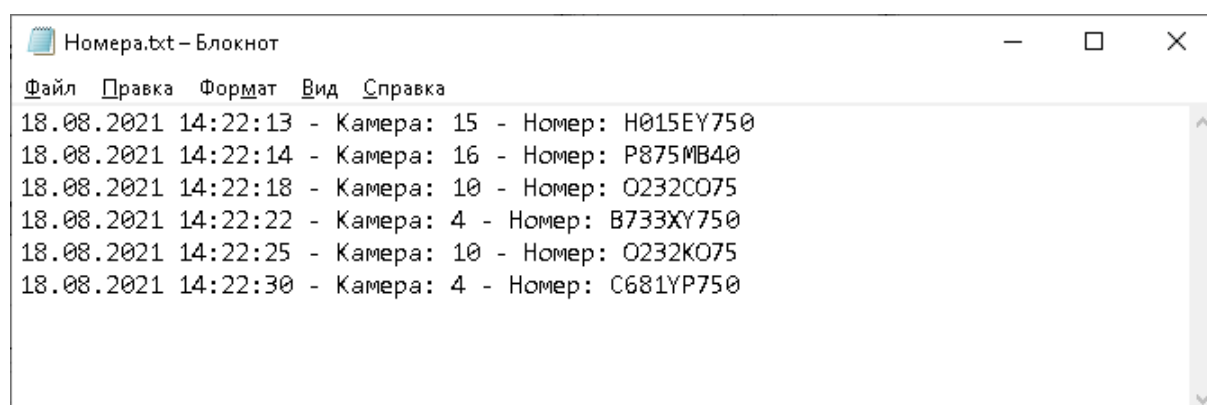 Номера.txt – Блокнот
Файл Правка Формат Вид Справка
18.08.2021 14:22:13 - Камера: 15 - Номер: H015EY750
18.08.2021 14:22:14 - Камера: 16 - Номер: P875MB40
18.08.2021 14:22:18 - Камера: 10 - Номер: O232CO75
18.08.2021 14:22:22 - Камера: 4 - Номер: B733XY750
18.08.2021 14:22:25 - Камера: 10 - Номер: O232KO75
18.08.2021 14:22:30 - Камера: 4 - Номер: C681YP750